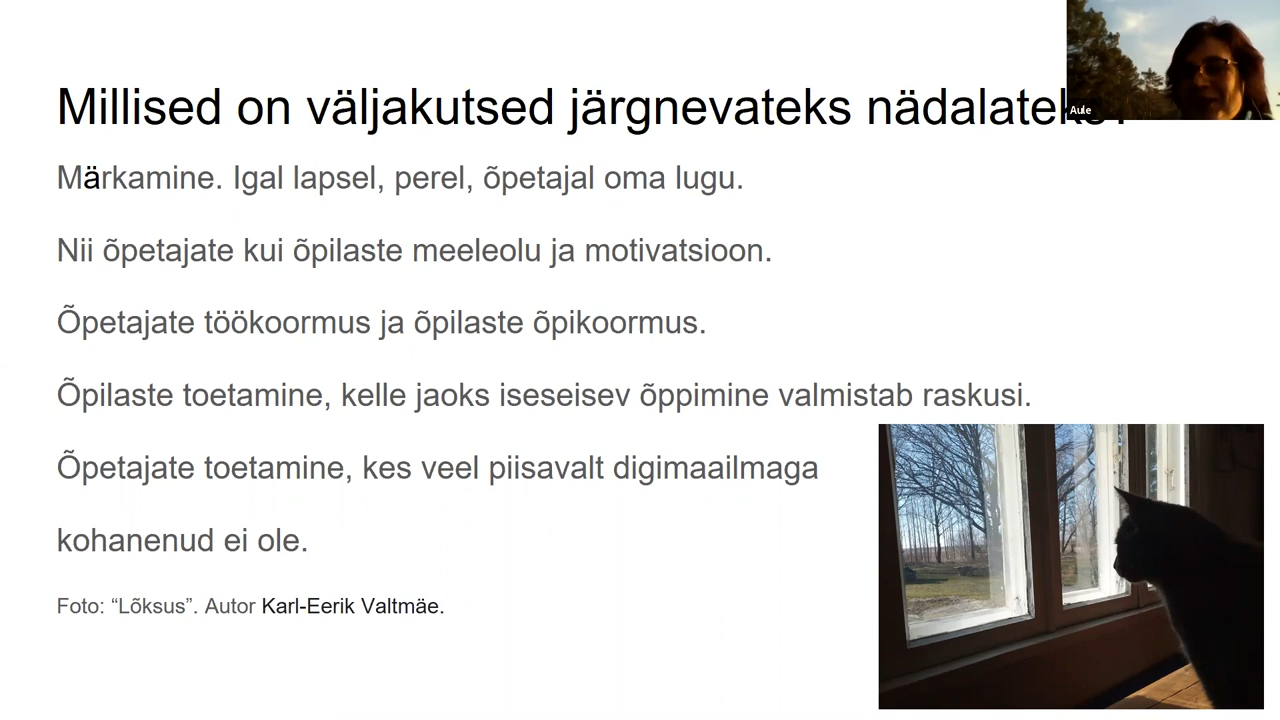 Millised on väljakutsed järgnevateks nädalateks?
Aule
Märkamine. Igal lapsel, perel, õpetajal oma lugu.
Nii õpetajate kui õpilaste meeleolu ja motivatsioon.
Õpetajate töökoormus ja õpilaste õpikoormus.
Õpilaste toetamine, kelle jaoks iseseisev õppimine valmistab raskusi.
Õpetajate toetamine, kes veel piisavalt digimaailmaga
kohanenud ei ole.
Foto: “Lõksus”. Autor Karl-Eerik Valtmäe.